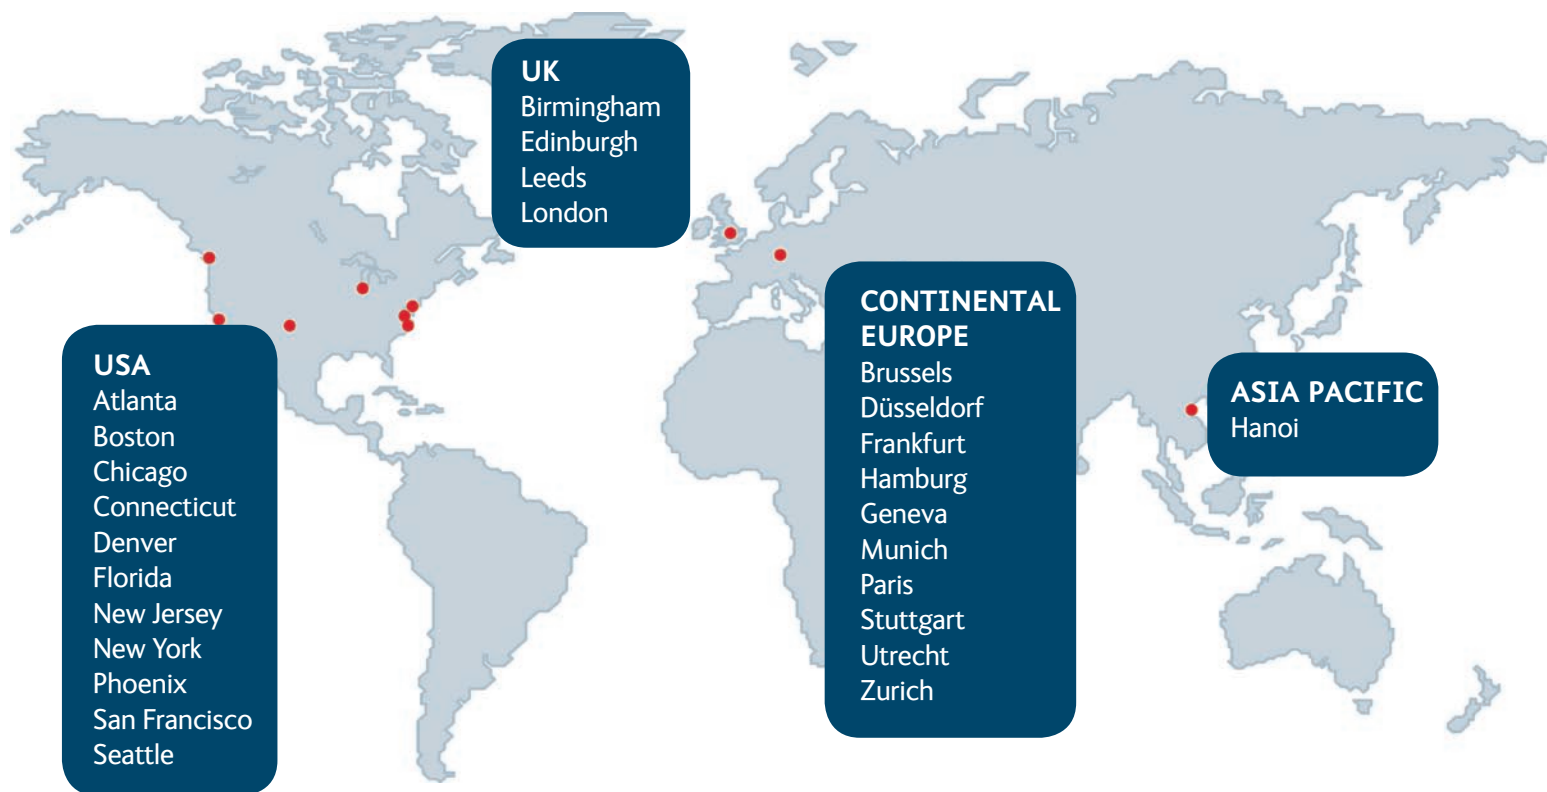 UK
Birmingham
Edinburgh
Leeds
London
USA
Atlanta
Boston
Chicago
Connecticut
Denver
Florida
New Jersey
New York
Phoenix
San Francisco
Seattle
CONTINENTAL
EUROPE
Brussels
Düsseldorf
Frankfurt
Hamburg
Geneva
Munich
Paris
Stuttgart
Utrecht
Zurich
ASIA PACIFIC
Hanoi